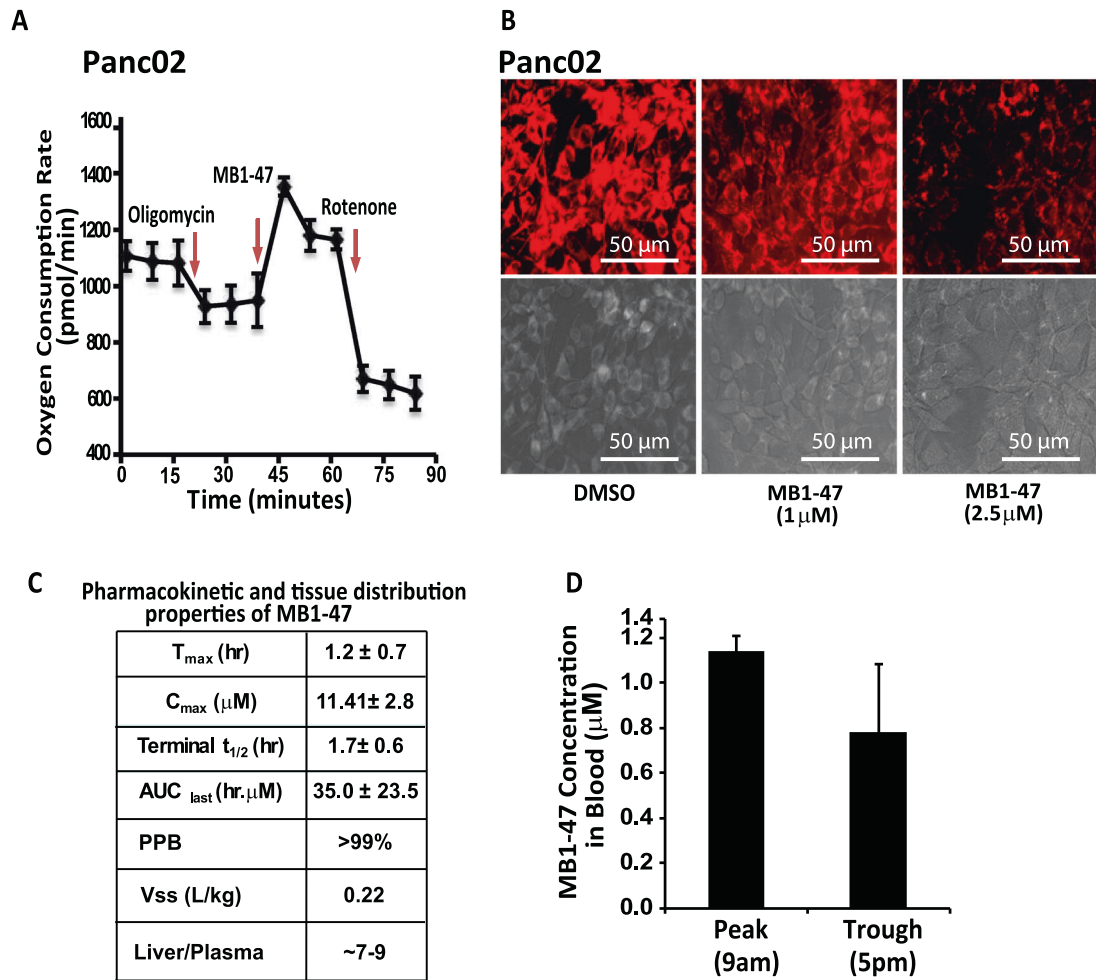 A
Panc02
Oxygen Consumption Rate
(pmol/min)
1600
1400
1200
1000
800
600
400
Oligomycin
MB1-47
Rotenone
0 15 30 45 60 75 90
Time (minutes)
B
Panc02
50 μm 50 μm 50 μm
50 μm 50 μm 50 μm
DMSO
MB1-47
(1 μM)
MB1-47
(2.5 μM)
C
Pharmacokinetic and tissue distribution
properties of MB1-47
Tmax (hr) 1.2 ± 0.7
Cmax (μM) 11.41± 2.8
Terminal t1/2 (hr) 1.7± 0.6
AUC last (hr.μM) 35.0 ± 23.5
PPB >99%
Vss (L/kg) 0.22
Liver/Plasma ~7-9
D
MB1-47 Concentration
in Blood (μM)
1.4
1.2
1.0
0.8
0.6
0.4
0.2
0.0
Peak
(9am)
Trough
(5pm)